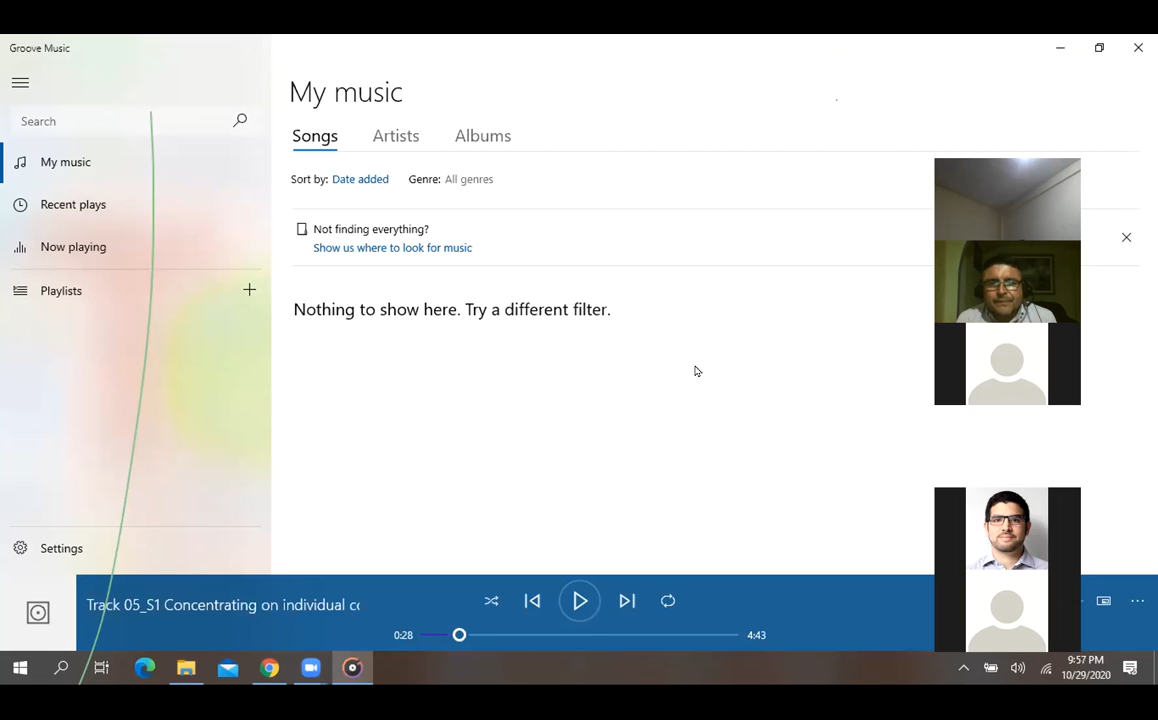 Groove Music
Search
My music
Recent plays
Now playing
Playlists
Settings
My music
Songs Artists Albums
Sort by: Date added Genre: All genres
Not finding everything?
Show us where to look for music
Nothing to show here. Try a different filter.
Track 05_S1 Concentrating on individual
0:28 4:43
9:57 PM
10/29/2020